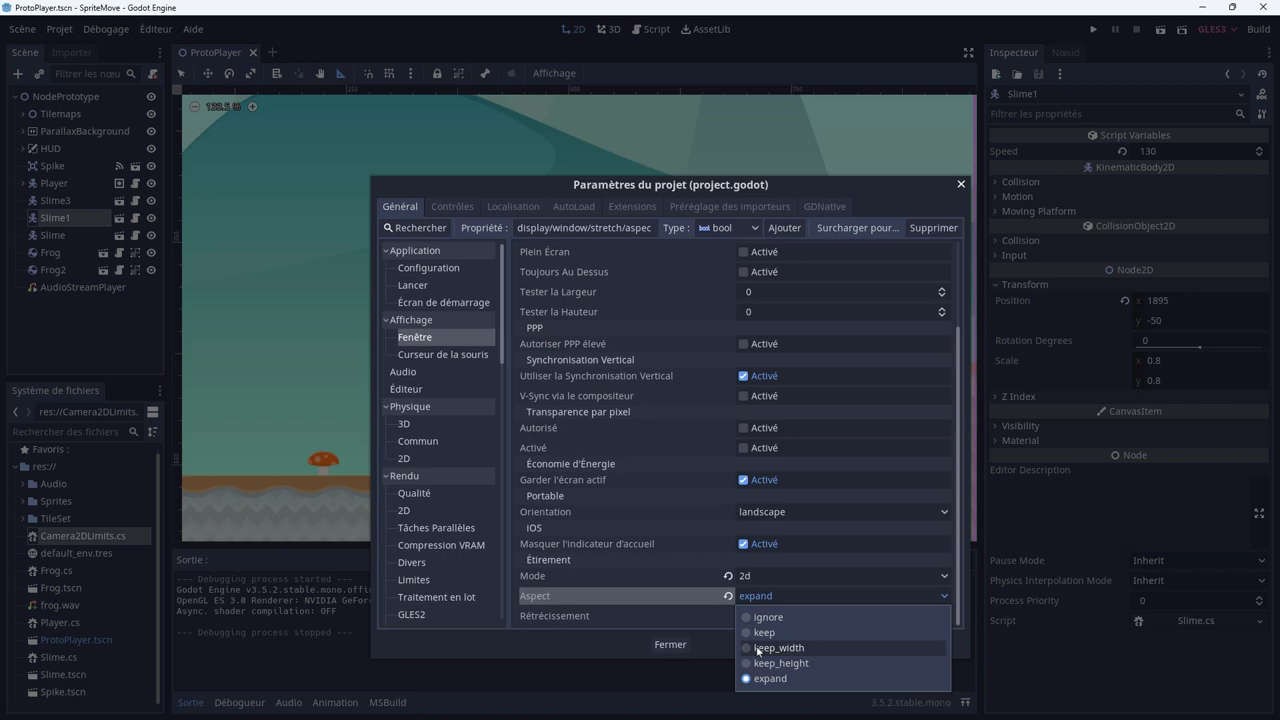 ProtoPlayer.tscn - SpriteMove - Godot Engine
Scène Projet Débogage Éditeur Aide
2D 3D Script AssetLib
GLES3 Build
Scène Importer
ProtoPlayer
Inspecteur Nœud
Filtrer les nœu
Affichage
NodePrototype
Tilemaps
ParallaxBackground
HUD
Spike
Player
Slime3
Slime1
Slime
Frog
Frog2
AudioStreamPlayer
250
500
750
Système de fichiers
res://Camera2DLimits.
Rechercher des fichiers
Favoris :
res://
Audio
Sprites
TileSet
Camera2DLimits.cs
default_env.tres
Frog.cs
Frog.tscn
frog.wav
Player.cs
ProtoPlayer.tscn
Slime.cs
Slime.tscn
Spike.tscn
Paramètres du projet (project.godot)
Général Contrôles Localisation AutoLoad Extensions Préréglage des importeurs GDNative
Rechercher Propriété : display/window/stretch/aspec Type : bool Ajouter Surcharger pour... Supprimer
Application
Configuration
Lancer
Écran de démarrage
Affichage
Fenêtre
Curseur de la souris
Audio
Éditeur
Physique
3D
Commun
2D
Rendu
Qualité
2D
Tâches Parallèles
Compression VRAM
Divers
Limites
Traitement en lot
GLES2
Plein Écran Activé
Toujours Au Dessus Activé
Tester la Largeur 0
Tester la Hauteur 0
PPP
Autoriser PPP élevé Activé
Synchronisation Vertical
Utiliser la Synchronisation Vertical Activé
V-Sync via le compositeur Activé
Transparence par pixel
Autorisé Activé
Activé Activé
Économie d'Énergie
Garder l'écran actif Activé
Portable
Orientation landscape
iOS
Masquer l'Indicateur d'accueil Activé
Étirement
Mode 2d
Aspect expand
Rétrécissement
ignore
keep
keep_width
keep_height
expand
Fermer
Sortie :
--- Debugging process started ---
Godot Engine v3.5.2.stable.mono.offic
OpenGL ES 3.0 Renderer: NVIDIA GeFor
Async. shader compilation: OFF
--- Debugging process stopped ---
Sortie Débogueur Audio Animation MSBuild
3.5.2.stable.mono
Slime1
Filtrer les propriétés
Script Variables
Speed 130
KinematicBody2D
Collision
Motion
Moving Platform
CollisionObject2D
Collision
Input
Node2D
Transform
Position x 1895
y -50
Rotation Degrees 0
Scale x 0.8
y 0.8
Z Index
CanvasItem
Visibility
Material
Node
Editor Description
Pause Mode Inherit
Physics Interpolation Mode Inherit
Process Priority 0
Script Slime.cs